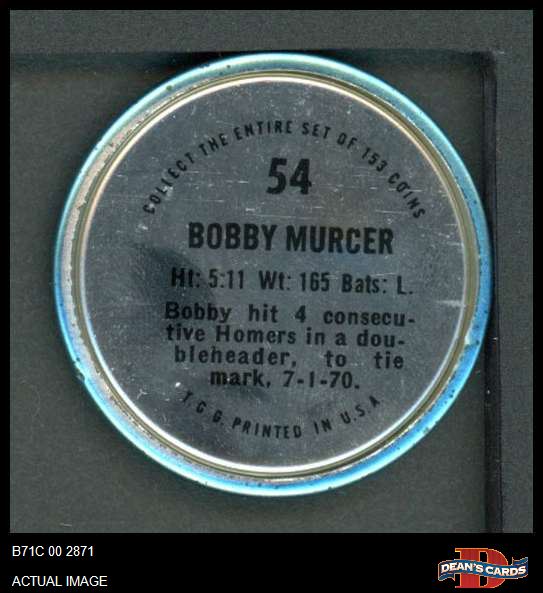 COLLECT THE ENTIRE SET OF 153 COINS
54
BOBBY MURCER
Ht: 5:11 Wt: 165 Bats: L.
Bobby hit 4 consecu-
tive Homers in a dou-
bleheader, to tie
mark, 7-1-70.
T.C.G. PRINTED IN U.S.A
B71C 00 2871
ACTUAL IMAGE
D
DEAN'S CARDS